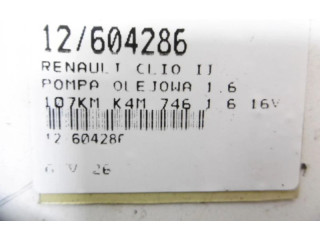 12/604286
RENAULT CLIO II
POMPA OLEJOWA 1.6
107KM K4M 746 1 6 16V
12 604286